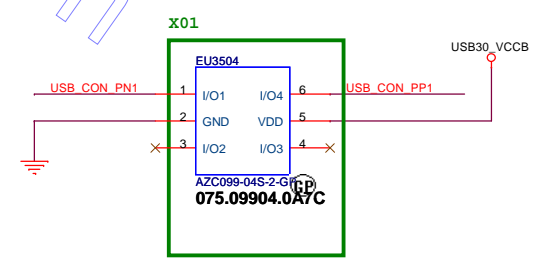 X01
EU3504
USB30_VCCB
USB_CON_PN1 1 I/O1 I/O4 6 USB_CON_PP1
2 GND VDD 5
3 I/O2 I/O3 4
AZC099-04S-2-GP
GP
075.09904.0A7C